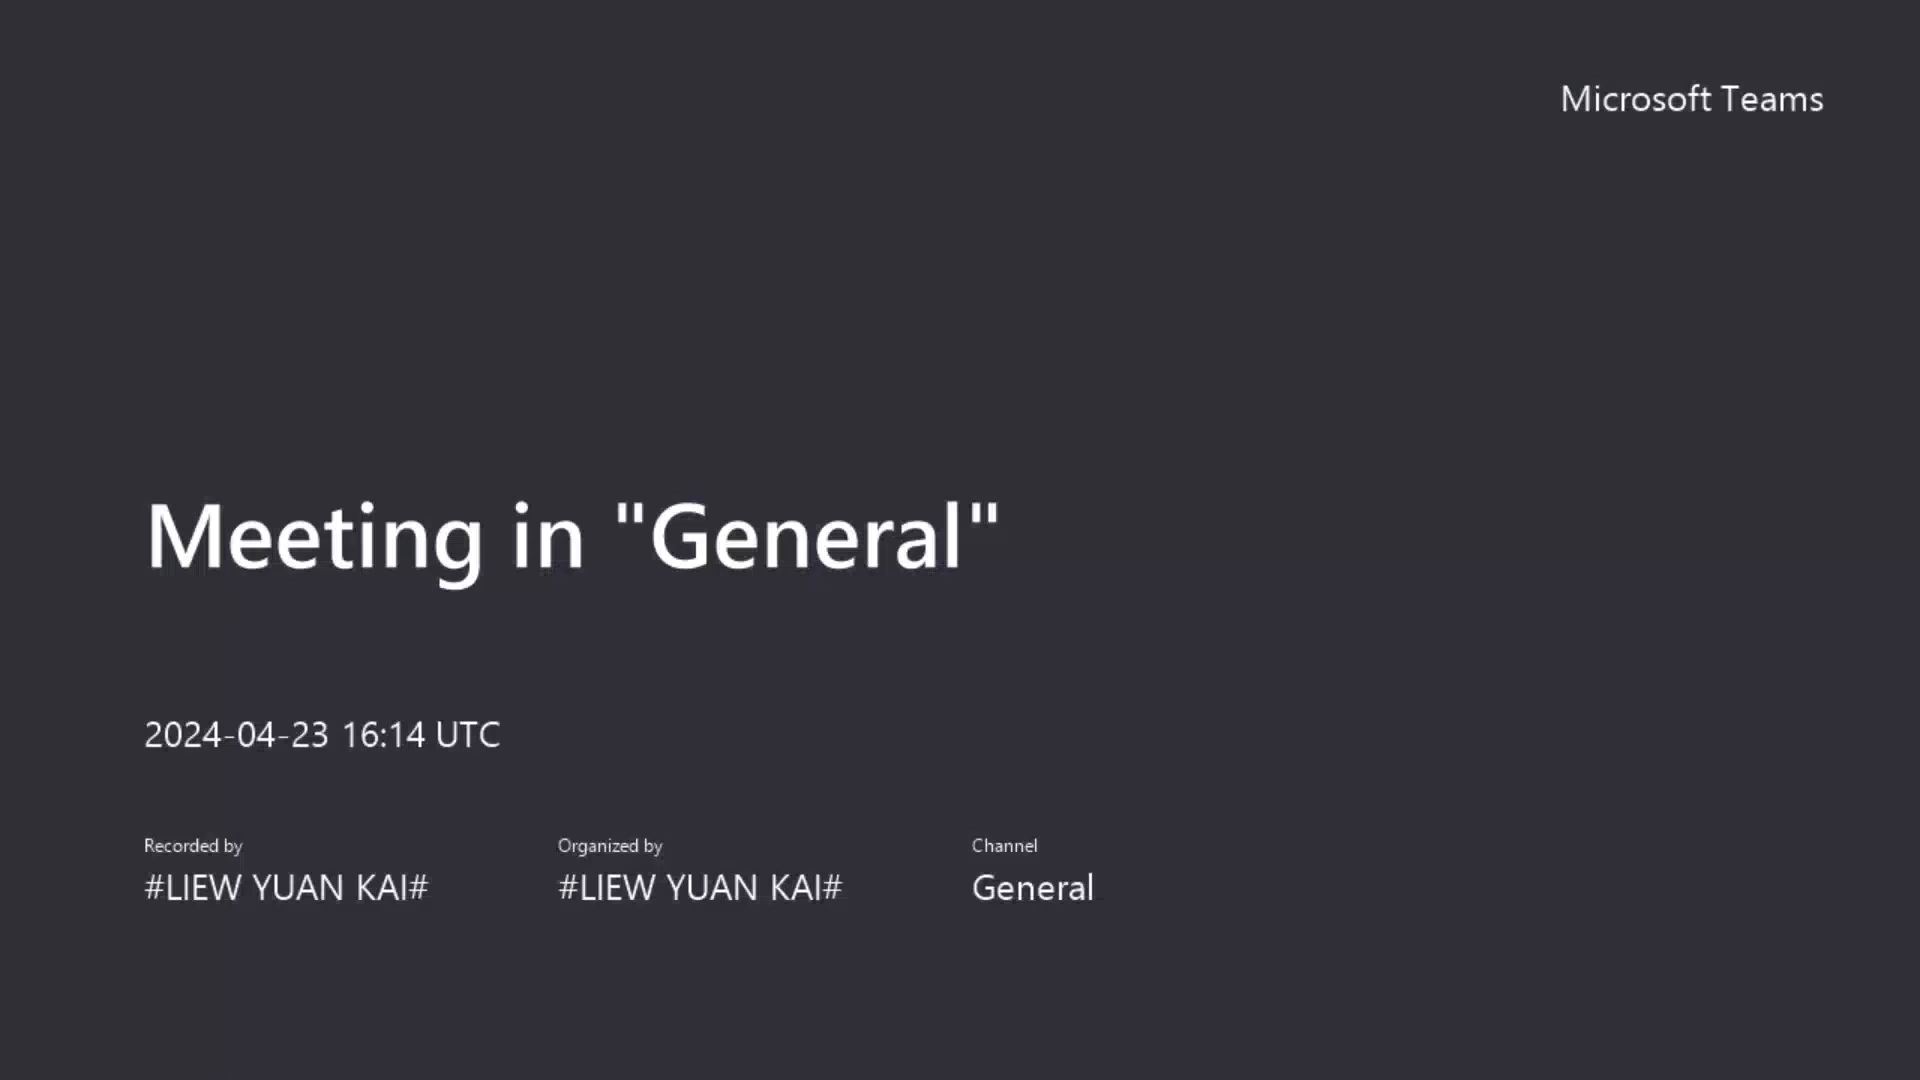 Microsoft Teams
Meeting in "General"
2024-04-23 16:14 UTC
Recorded by
#LIEW YUAN KAI#
Organized by
#LIEW YUAN KAI#
Channel
General